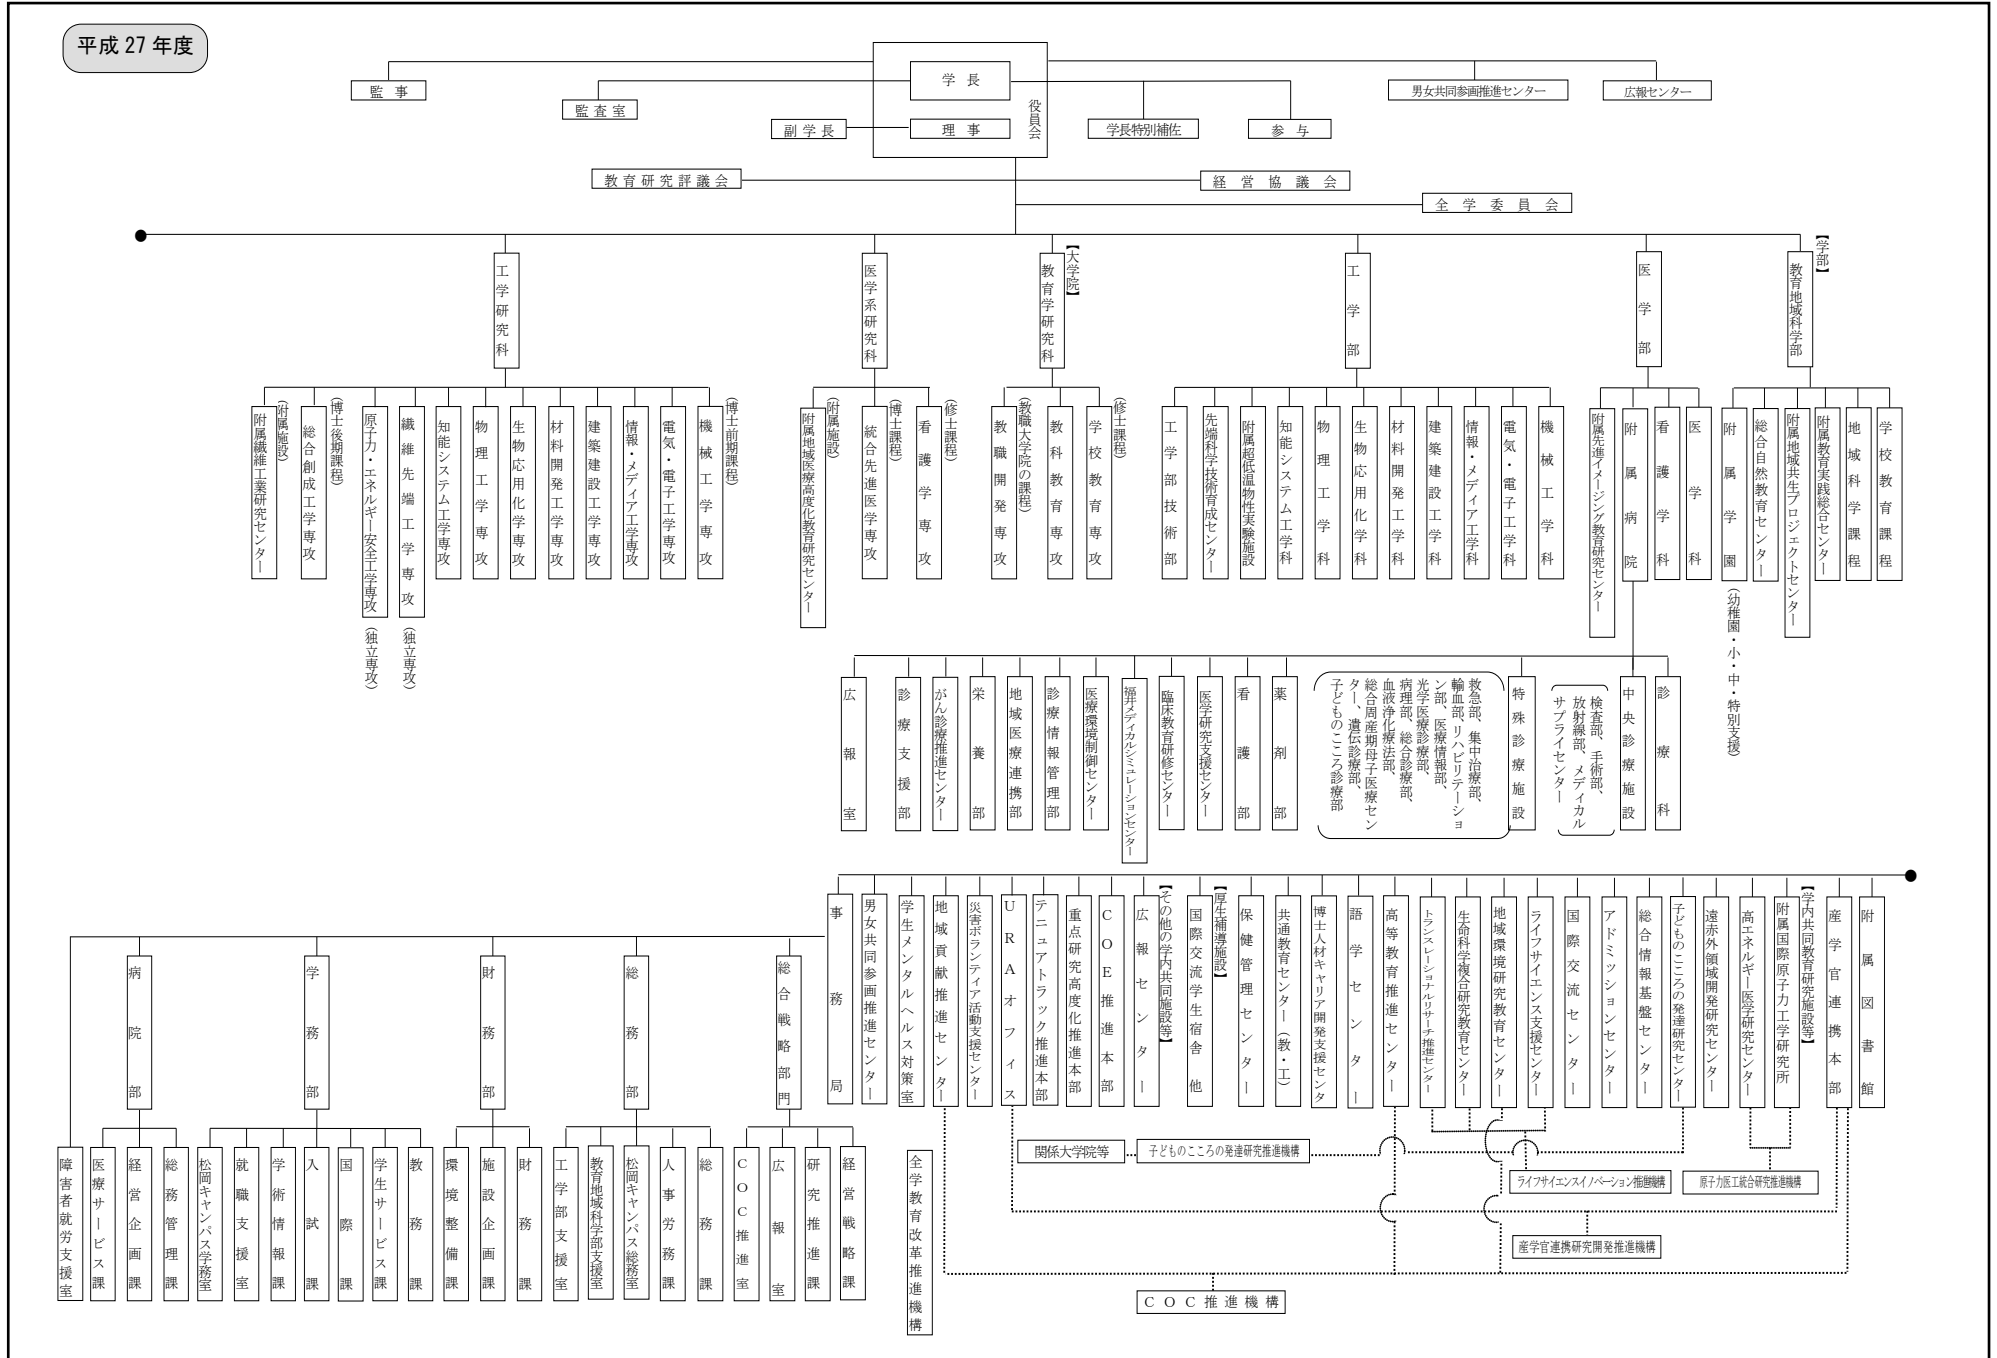 平成 27 年度
学 長
役員会
理 事
監 事
監 査 室
副 学 長
学長特別補佐
参 与
男女共同参画推進センター
広報センター
教 育 研 究 評 議 会
経 営 協 議 会
全 学 委 員 会
【学部】
教育地域科学部
医学部
工学部
【大学院】
教育学研究科
医学系研究科
工学研究科
学校教育課程
地域科学課程
附属教育実践総合センター
附属地域共生プロジェクトセンター
総合自然教育センター
附属学園
(幼稚園・小・中・特別支援)
医学科
看護学科
附属病院
附属先進イメージング教育研究センター
機械工学科
電気・電子工学科
情報・メディア工学科
建築建設工学科
材料開発工学科
生物応用化学科
物理工学科
知能システム工学科
附属超低温物性実験施設
先端科学技術育成センター
工学部技術部
(修士課程)
学校教育専攻
教科教育専攻
(教職大学院の課程)
教職開発専攻
(修士課程)
看護学専攻
(博士課程)
統合先進医学専攻
(附属施設)
附属地域医療高度化教育研究センター
(博士前期課程)
機械工学専攻
電気・電子工学専攻
情報・メディア工学専攻
建築建設工学専攻
材料開発工学専攻
生物応用化学専攻
物理工学専攻
知能システム工学専攻
繊維先端工学専攻
(独立専攻)
原子力・エネルギー安全工学専攻
(独立専攻)
(博士後期課程)
総合創成工学専攻
(附属施設)
附属繊維工業研究センター
診療科
中央診療施設
検査部、手術部、
放射線部、メディカル
サプライセンター
特殊診療施設
救急部、集中治療部、
輸血部、リハビリテーショ
ン部、医療情報部、
光学医療診療部、
病理部、総合診療部、
血液浄化療法部、
総合周産期母子医療セン
ター、遺伝診療部、
子どものこころ診療部
薬剤部
看護部
医学研究支援センター
臨床教育研修センター
福井メディカルシミュレーションセンター
医療環境制御センター
診療情報管理部
地域医療連携部
栄養部
がん診療推進センター
診療支援部
広報室
附属図書館
産学官連携本部
【学内共同教育研究施設等】
附属国際原子力工学研究所
高エネルギー医学研究センター
遠赤外領域開発研究センター
子どものこころの発達研究センター
総合情報基盤センター
アドミッションセンター
国際交流センター
ライフサイエンス支援センター
地域環境研究教育センター
生命科学複合研究教育センター
トランスレーショナルリサーチ推進センター
高等教育推進センター
語学センター
博士人材キャリア開発支援センタ
共通教育センター(教・工)
保健管理センター
【厚生補導施設】
国際交流学生宿舎他
【その他の学内共同施設等】
広報センター
COE推進本部
重点研究高度化推進本部
テニュアトラック推進本部
URAオフィス
災害ボランティア活動支援センター
地域貢献推進センター
学生メンタルヘルス対策室
男女共同参画推進センター
事務局
総合戦略部門
総務部
財務部
学務部
病院部
経営戦略課
研究推進課
広報室
COC推進室
総務課
人事労務課
松岡キャンパス総務室
教育地域科学部支援室
工学部支援室
財務課
施設企画課
環境整備課
教務課
学生サービス課
国際課
入試課
学術情報課
就職支援室
松岡キャンパス学務室
総務管理課
経営企画課
医療サービス課
障害者就労支援室
全学教育改革推進機構
関係大学院等
子どものこころの発達研究推進機構
ライフサイエンスイノベーション推進機構
原子力医工統合研究推進機構
産学官連携研究開発推進機構
C O C 推 進 機 構